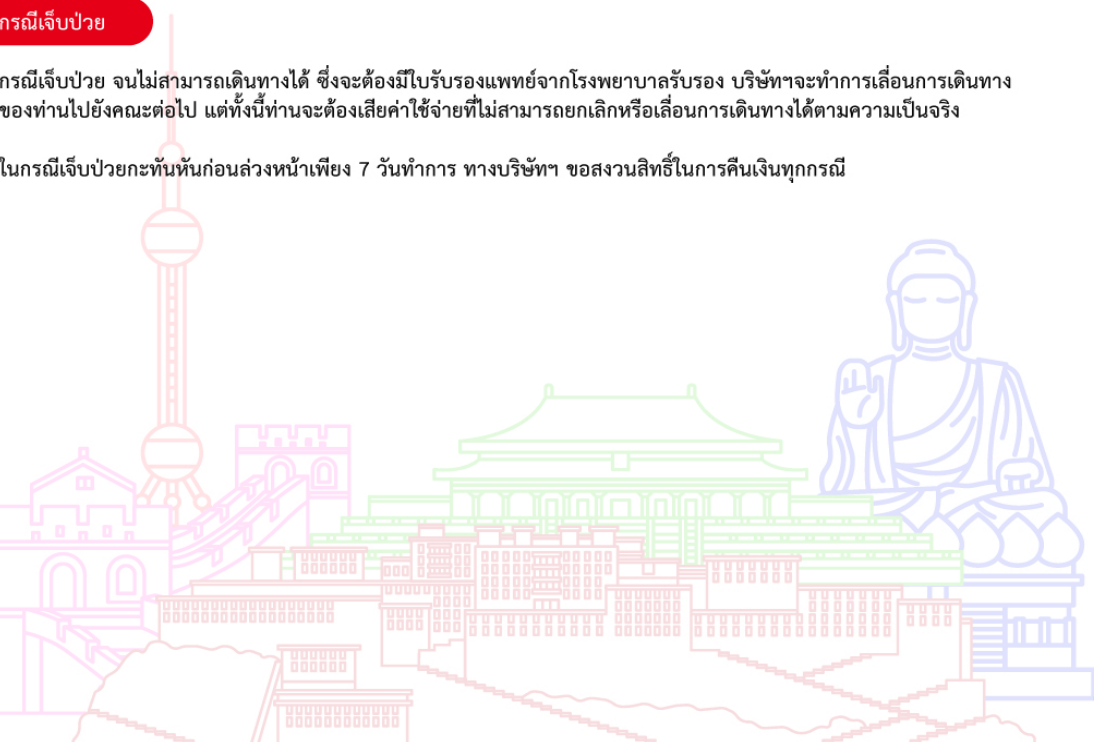 กรณีเจ็บป่วย
กรณีเจ็บป่วย จนไม่สามารถเดินทางได้ ซึ่งจะต้องมีใบรับรองแพทย์จากโรงพยาบาลรับรอง บริษัทฯจะทำการเลื่อนการเดินทาง
ของท่านไปยังคณะต่อไป แต่ทั้งนี้ท่านจะต้องเสียค่าใช้จ่ายที่ไม่สามารถยกเลิกหรือเลื่อนการเดินทางได้ตามความเป็นจริง
ในกรณีเจ็บป่วยกะทันหันก่อนล่วงหน้าเพียง 7 วันทำการ ทางบริษัทฯ ขอสงวนสิทธิ์ในการคืนเงินทุกกรณี